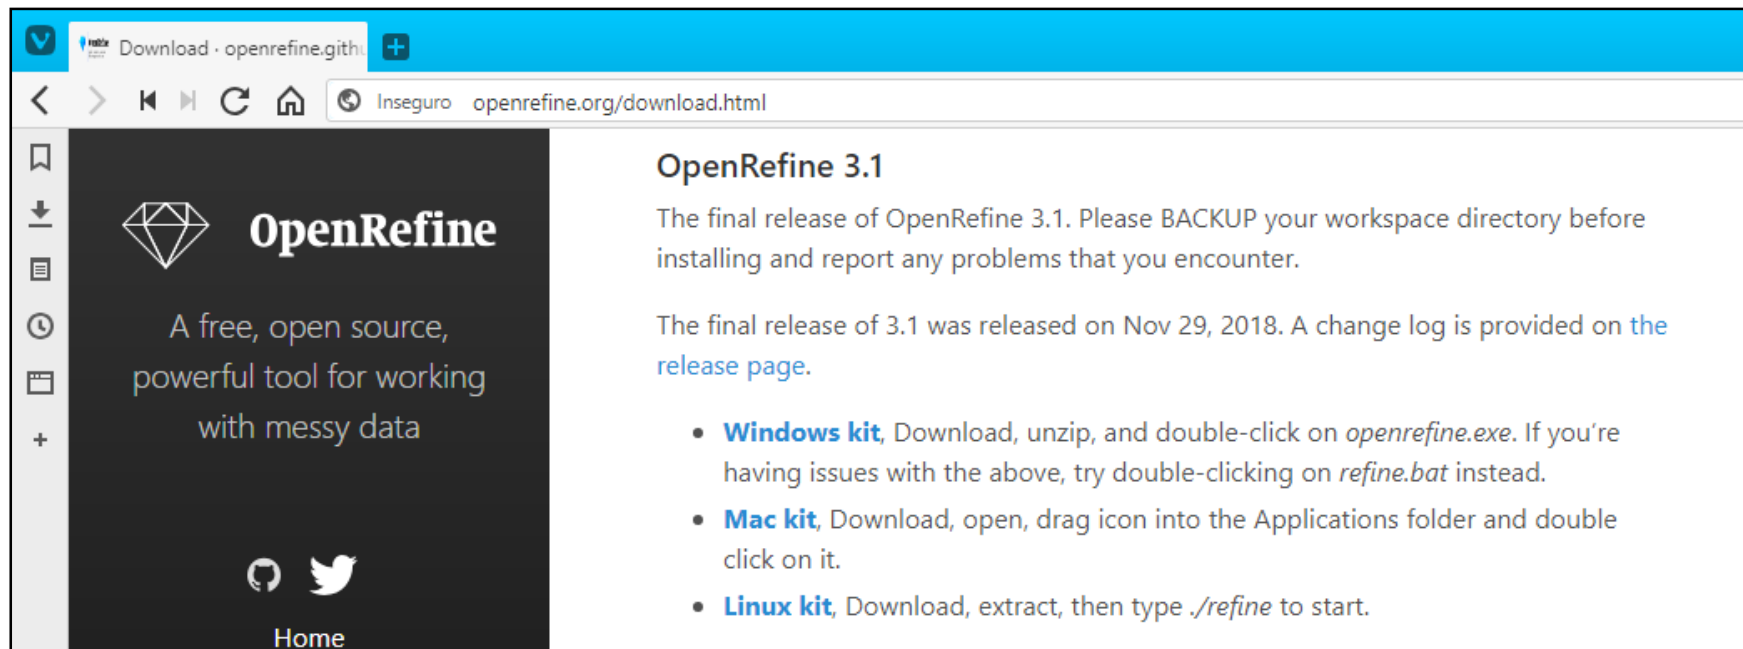 Download · openrefine.githu
Inseguro openrefine.org/download.html
OpenRefine
A free, open source,
powerful tool for working
with messy data
Home
OpenRefine 3.1
The final release of OpenRefine 3.1. Please BACKUP your workspace directory before
installing and report any problems that you encounter.
The final release of 3.1 was released on Nov 29, 2018. A change log is provided on the
release page.
• Windows kit, Download, unzip, and double-click on openrefine.exe. If you’re
having issues with the above, try double-clicking on refine.bat instead.
• Mac kit, Download, open, drag icon into the Applications folder and double
click on it.
• Linux kit, Download, extract, then type ./refine to start.